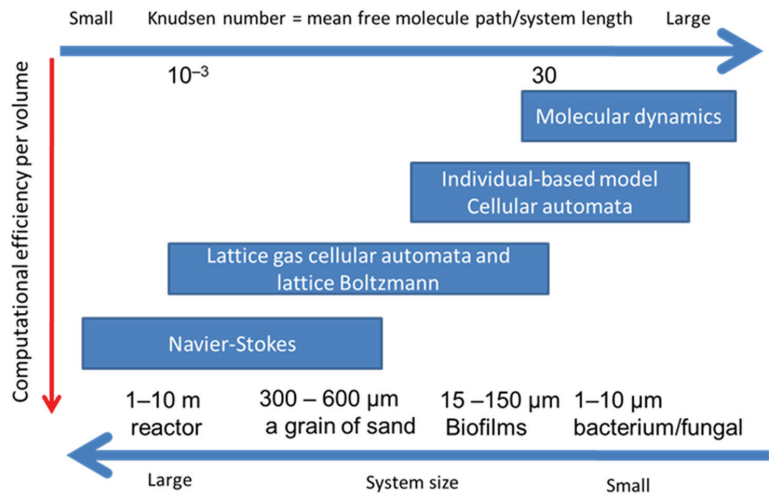 Small Knudsen number = mean free molecule path/system length Large
10⁻³ 30
Computational efficiency per volume
Molecular dynamics
Individual-based model
Cellular automata
Lattice gas cellular automata and
lattice Boltzmann
Navier-Stokes
1–10 m
reactor
300 – 600 µm
a grain of sand
15 –150 µm
Biofilms
1–10 µm
bacterium/fungal
Large System size Small